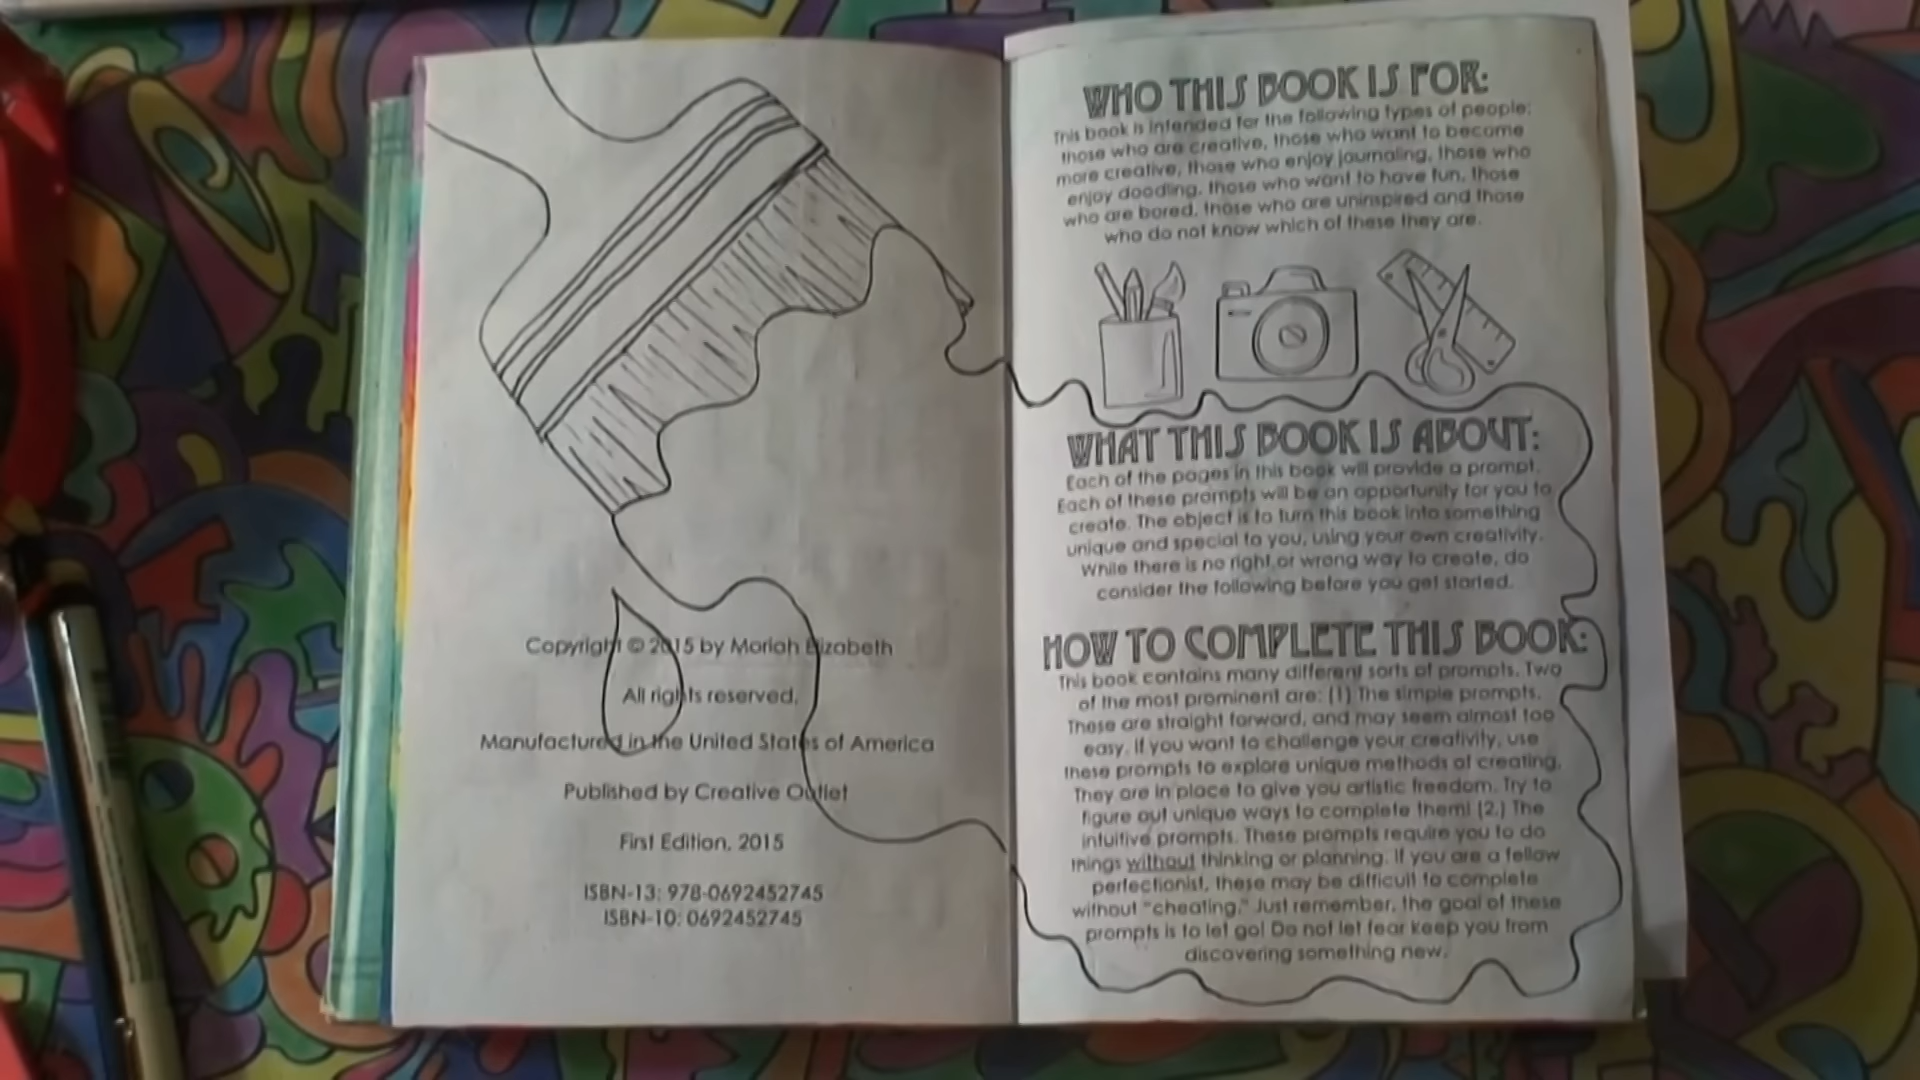 Copyright © 2015 by Moriah Elizabeth
All rights reserved.
Manufactured in the United States of America
Published by Creative Outlet
First Edition, 2015
ISBN-13: 978-0692452745
ISBN-10: 0692452745
WHO THIS BOOK IS FOR:
This book is intended for the following types of people:
those who are creative, those who want to become
more creative, those who enjoy journaling, those who
enjoy doodling, those who want to have fun, those
who are bored, those who are uninspired and those
who do not know which of these they are.
WHAT THIS BOOK IS ABOUT:
Each of the pages in this book will provide a prompt.
Each of these prompts will be an opportunity for you to
create. The object is to turn this book into something
unique and special to you, using your own creativity.
While there is no right or wrong way to create, do
consider the following before you get started.
HOW TO COMPLETE THIS BOOK:
This book contains many different sorts of prompts. Two
of the most prominent are: (1) The simple prompts.
These are straight forward, and may seem almost too
easy. If you want to challenge your creativity, use
these prompts to explore unique methods of creating.
They are in place to give you artistic freedom. Try to
figure out unique ways to complete them! (2.) The
intuitive prompts. These prompts require you to do
things without thinking or planning. If you are a fellow
perfectionist, these may be difficult to complete
without "cheating." Just remember, the goal of these
prompts is to let go! Do not let fear keep you from
discovering something new.